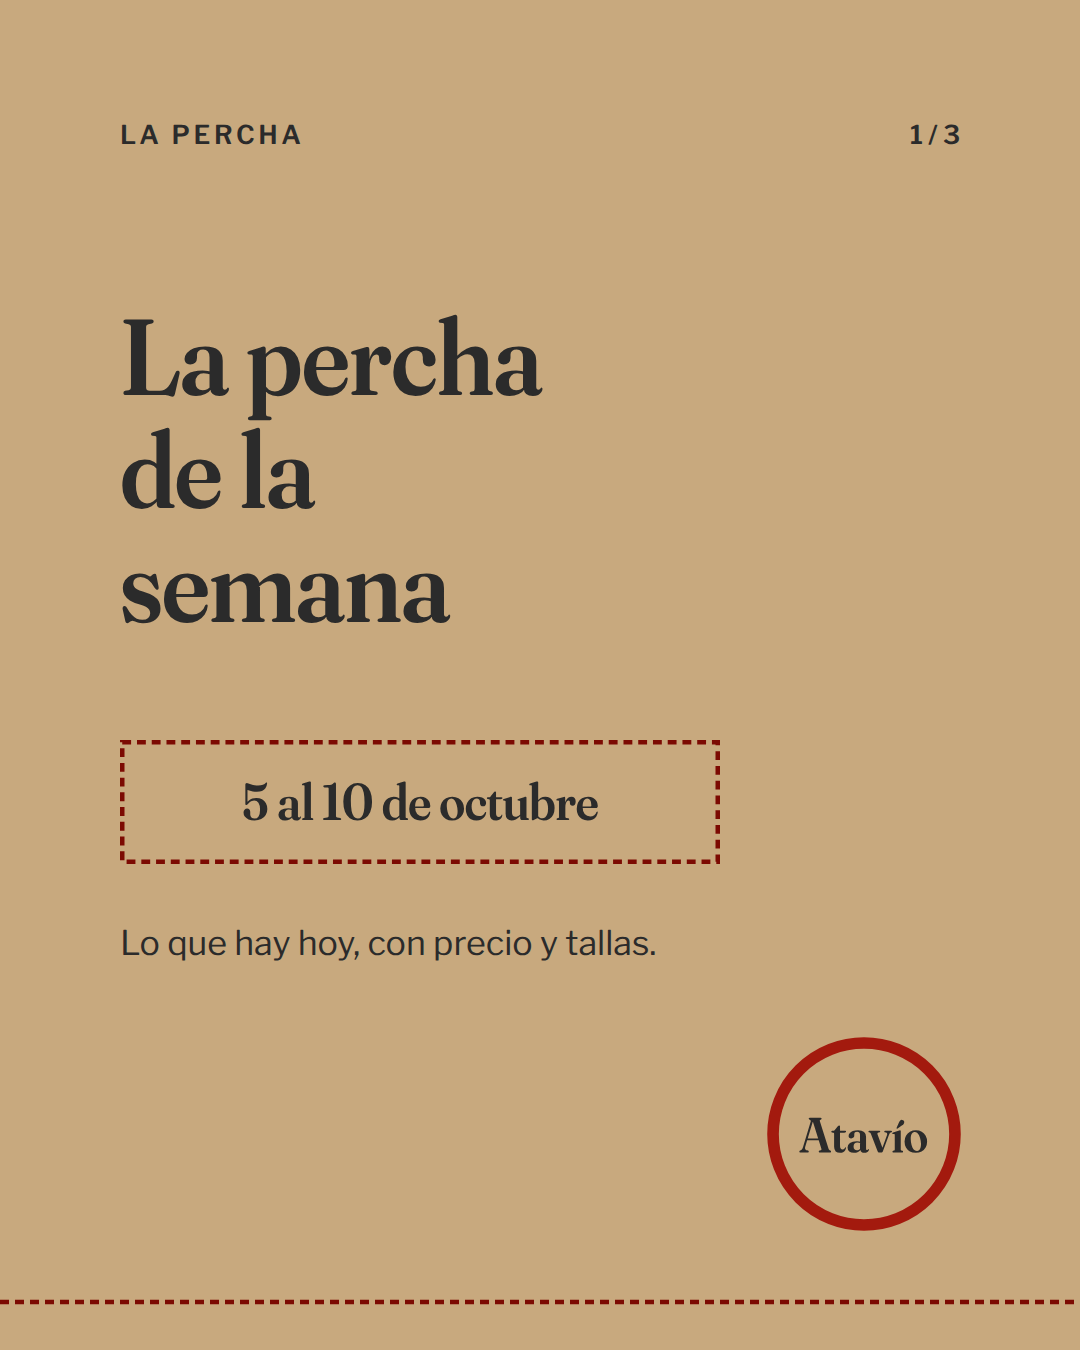 LA PERCHA
1/3
La percha
de la
semana
5 al 10 de octubre
Lo que hay hoy, con precio y tallas.
Atavío